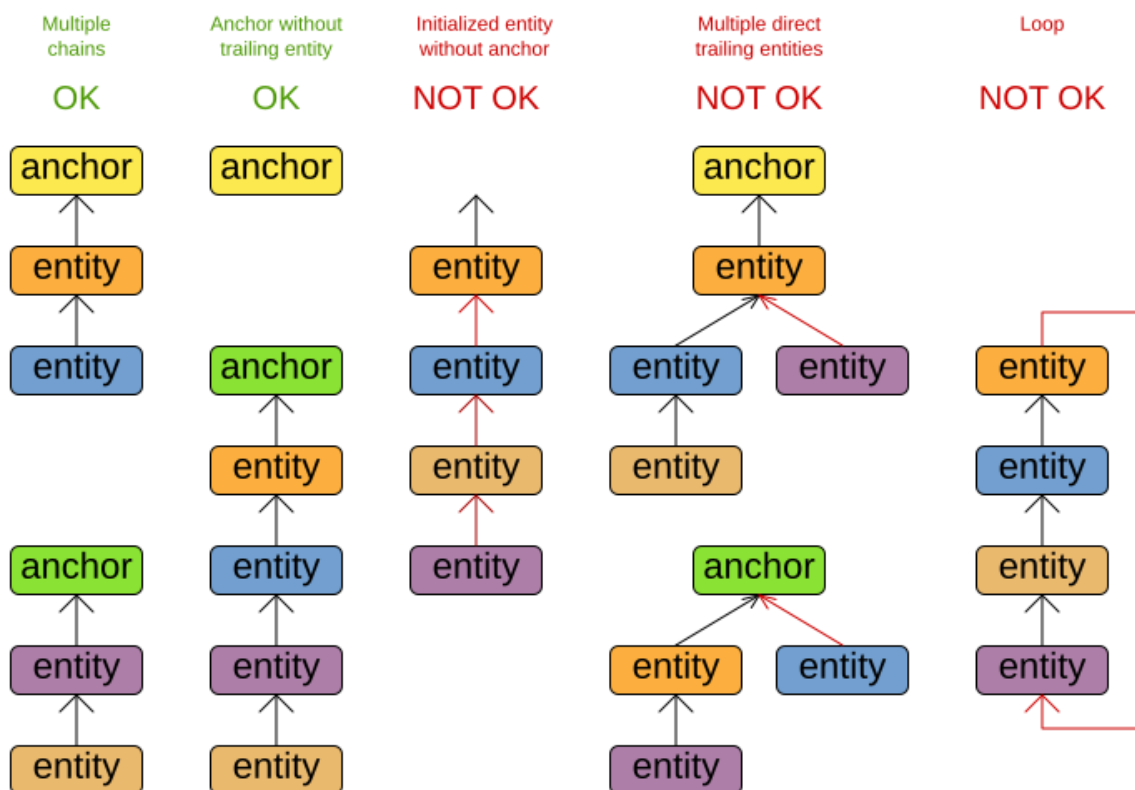 Multiple
chains
OK
anchor
entity
entity
anchor
entity
entity
Anchor without
trailing entity
OK
anchor
anchor
entity
entity
entity
entity
Initialized entity
without anchor
NOT OK
entity
entity
entity
entity
Multiple direct
trailing entities
NOT OK
anchor
entity
entity entity
entity
anchor
entity entity
entity
Loop
NOT OK
entity
entity
entity
entity